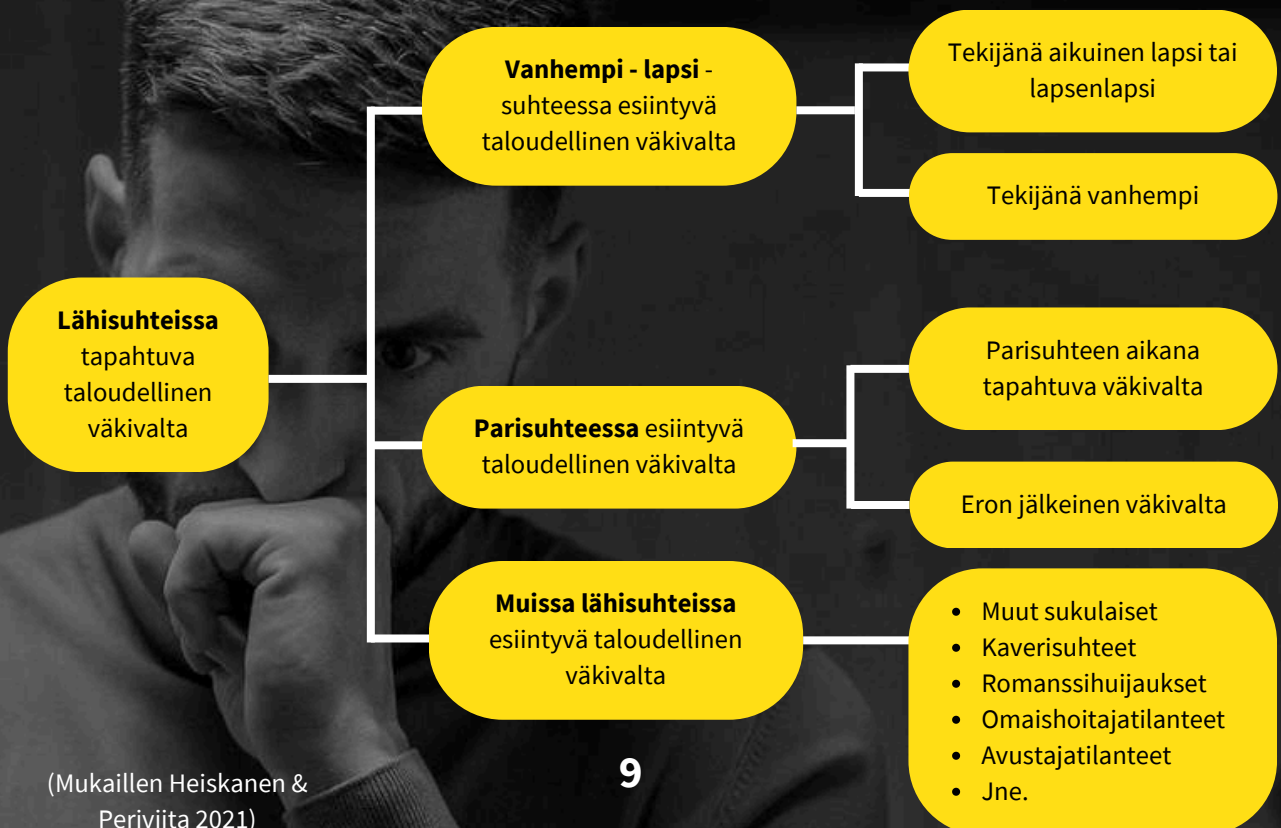 Lähisuhteissa
tapahtuva
taloudellinen
väkivalta
Vanhempi - lapsi -
suhteessa esiintyvä
taloudellinen väkivalta
Tekijänä aikuinen lapsi tai
lapsenlapsi
Tekijänä vanhempi
Parisuhteessa esiintyvä
taloudellinen väkivalta
Parisuhteen aikana
tapahtuva väkivalta
Eron jälkeinen väkivalta
Muissa lähisuhteissa
esiintyvä taloudellinen
väkivalta
• Muut sukulaiset
• Kaverisuhteet
• Romanssihuijaukset
• Omaishoitajatilanteet
• Avustajatilanteet
• Jne.
(Mukaillen Heiskanen &
Periviita 2021)
9